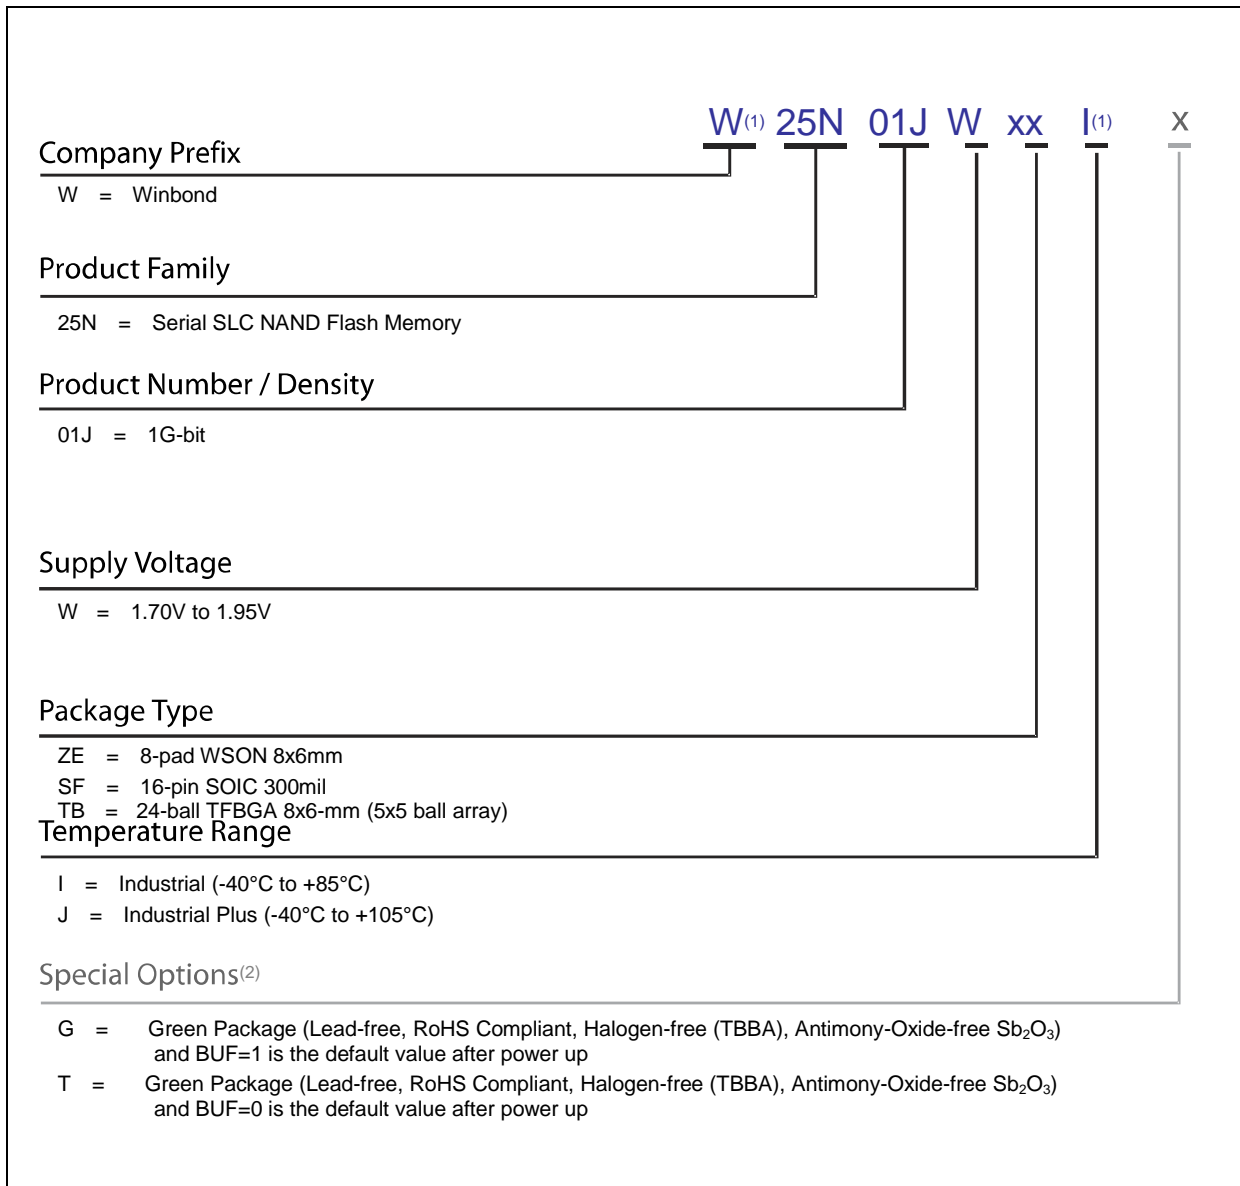 W(1) 25N 01J W xx I(1) x
Company Prefix
W = Winbond
Product Family
25N = Serial SLC NAND Flash Memory
Product Number / Density
01J = 1G-bit
Supply Voltage
W = 1.70V to 1.95V
Package Type
ZE = 8-pad WSON 8x6mm
SF = 16-pin SOIC 300mil
TB = 24-ball TFBGA 8x6-mm (5x5 ball array)
Temperature Range
I = Industrial (-40°C to +85°C)
J = Industrial Plus (-40°C to +105°C)
Special Options(2)
G = Green Package (Lead-free, RoHS Compliant, Halogen-free (TBBA), Antimony-Oxide-free Sb₂O₃)
and BUF=1 is the default value after power up
T = Green Package (Lead-free, RoHS Compliant, Halogen-free (TBBA), Antimony-Oxide-free Sb₂O₃)
and BUF=0 is the default value after power up